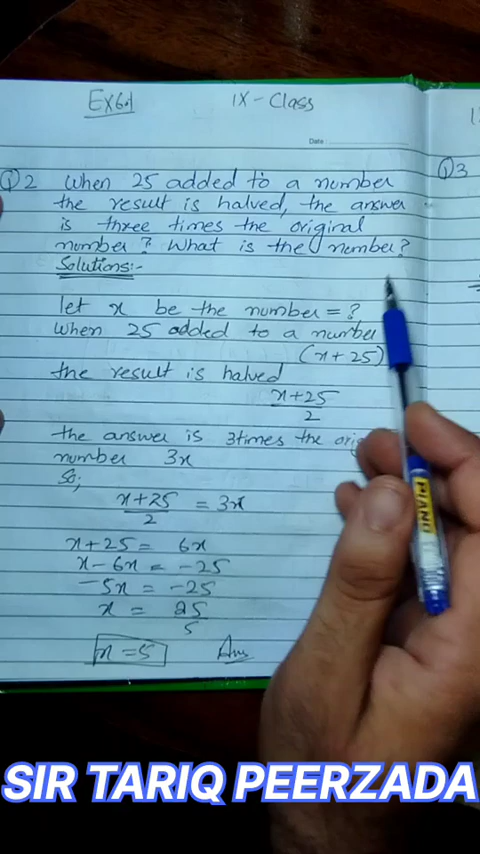 Ex6.1 IX - Class
Date
Q2 When 25 added to a number
the result is halved, the answer
is three times the original
number? What is the number?
Solutions:-
let x be the number = ?
When 25 added to a number
(x + 25)
the result is halved
x+25
2
the answer is 3times the
number 3x
So,
x+25 = 3x
2
x + 25 = 6x
x - 6x = -25
-5x = -25
x = 25
5
x = 5 Ans
Q3
PIANO
SIR TARIQ PEERZADA